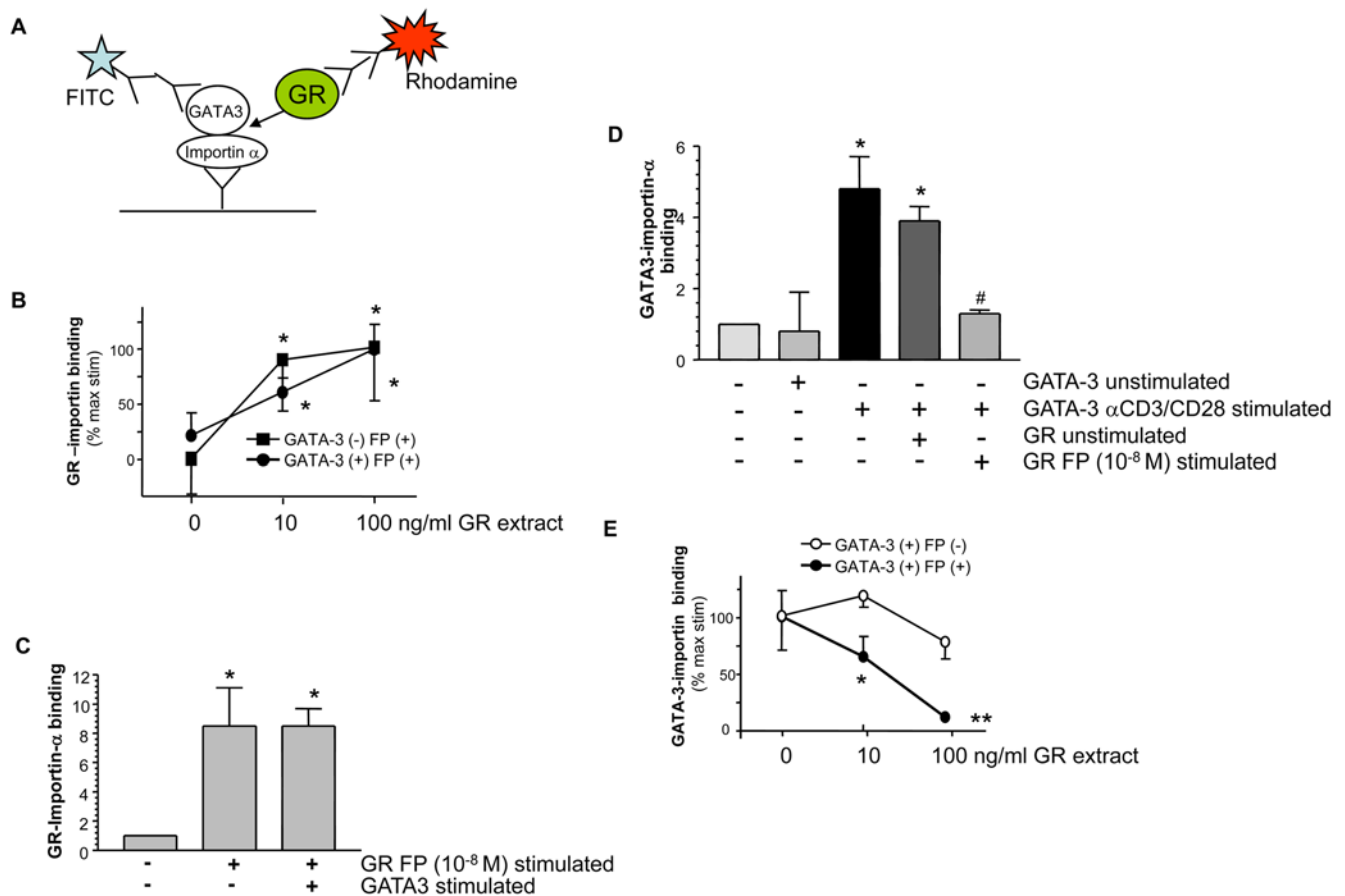 A
FITC
GATA3
Importin α
GR
Rhodamine
B
GR –importin binding
(% max stim)
100
50
0
*
*
*
*
GATA-3 (-) FP (+)
GATA-3 (+) FP (+)
0 10 100 ng/ml GR extract
C
GR-Importin-α binding
12
10
8
6
4
2
0
*
*
- + + GR FP (10⁻⁸ M) stimulated
- - + GATA3 stimulated
D
GATA3-importin-α
binding
6
4
2
0
*
*
#
- + - - - GATA-3 unstimulated
- - + + + GATA-3 αCD3/CD28 stimulated
- - - + - GR unstimulated
- - - - + GR FP (10⁻⁸ M) stimulated
E
GATA-3-importin binding
(% max stim)
GATA-3 (+) FP (-)
GATA-3 (+) FP (+)
100
50
0
*
**
0 10 100 ng/ml GR extract